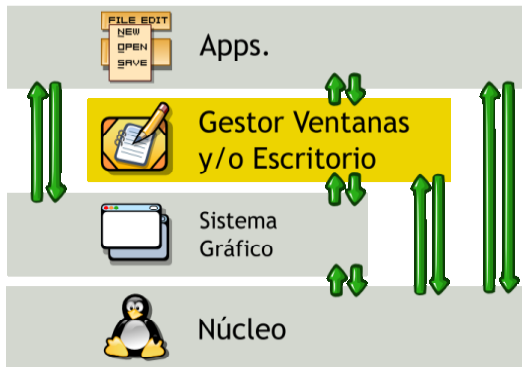 FILE EDIT
NEW
OPEN
SAVE
Apps.
Gestor Ventanas
y/o Escritorio
Sistema
Gráfico
Núcleo